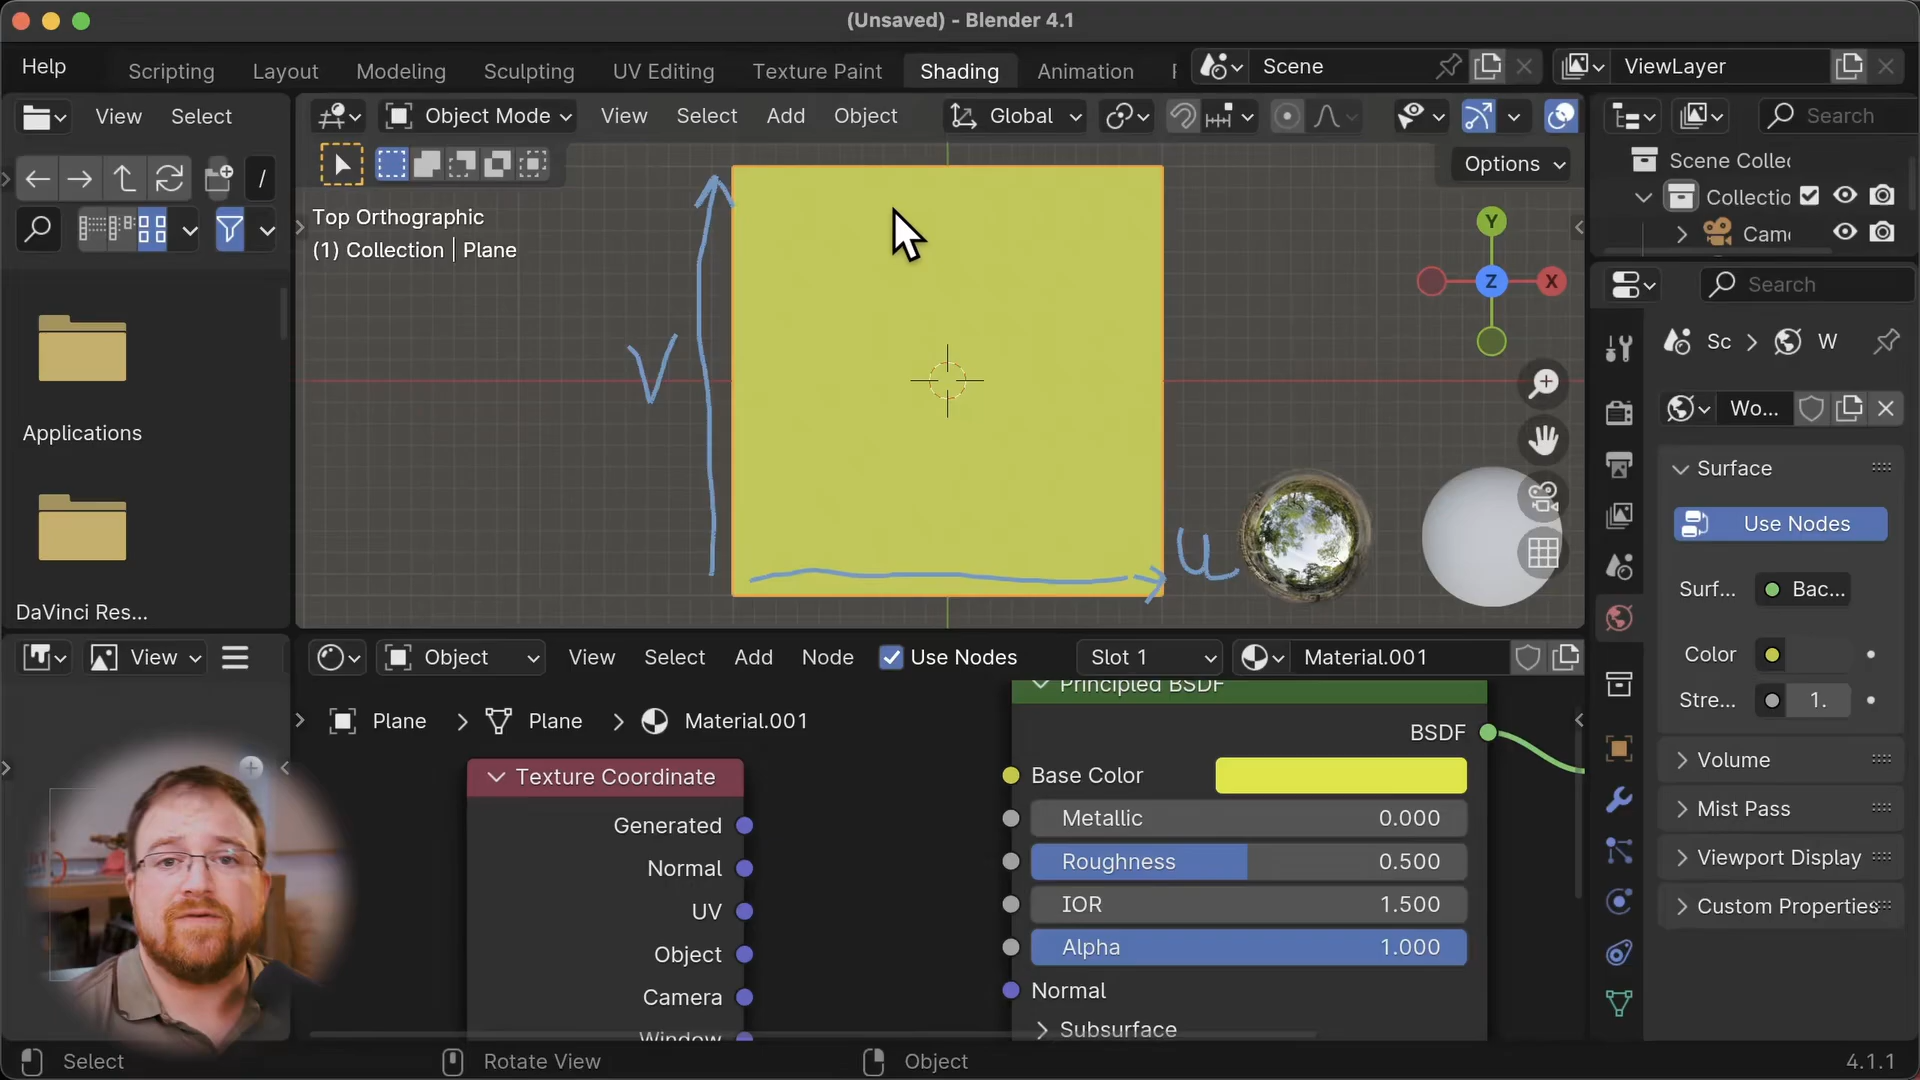 (Unsaved) - Blender 4.1
Help
Scripting
Layout
Modeling
Sculpting
UV Editing
Texture Paint
Shading
Animation
Scene
ViewLayer
View
Select
Object Mode
View
Select
Add
Object
Global
Search
/
Options
Scene Collec
Collectio
Came
Top Orthographic
(1) Collection | Plane
Y
Z
X
V
u
Search
Sc
W
Applications
Wo...
Surface
Use Nodes
Surf...
Bac...
DaVinci Res...
Color
Stre...
1.
View
Object
View
Select
Add
Node
Use Nodes
Slot 1
Material.001
Plane
Plane
Material.001
Principled BSDF
BSDF
Texture Coordinate
Base Color
Generated
Metallic 0.000
Normal
Roughness 0.500
UV
IOR 1.500
Object
Alpha 1.000
Camera
Normal
Window
Subsurface
Volume
Mist Pass
Viewport Display
Custom Properties
Select
Rotate View
Object
4.1.1